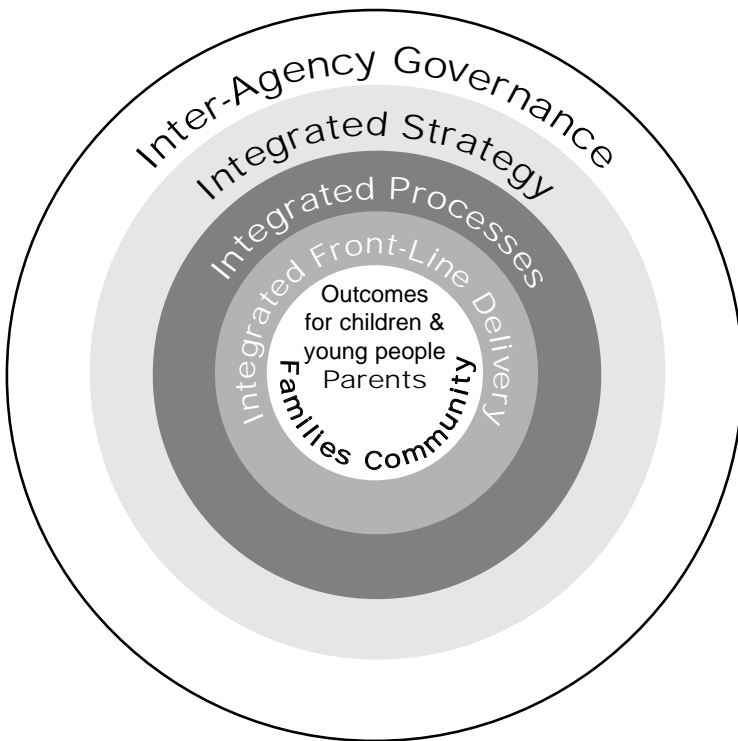 Inter-Agency Governance
Integrated Strategy
Integrated Processes
Integrated Front-Line Delivery
Outcomes
for children &
young people
Parents
Families Community